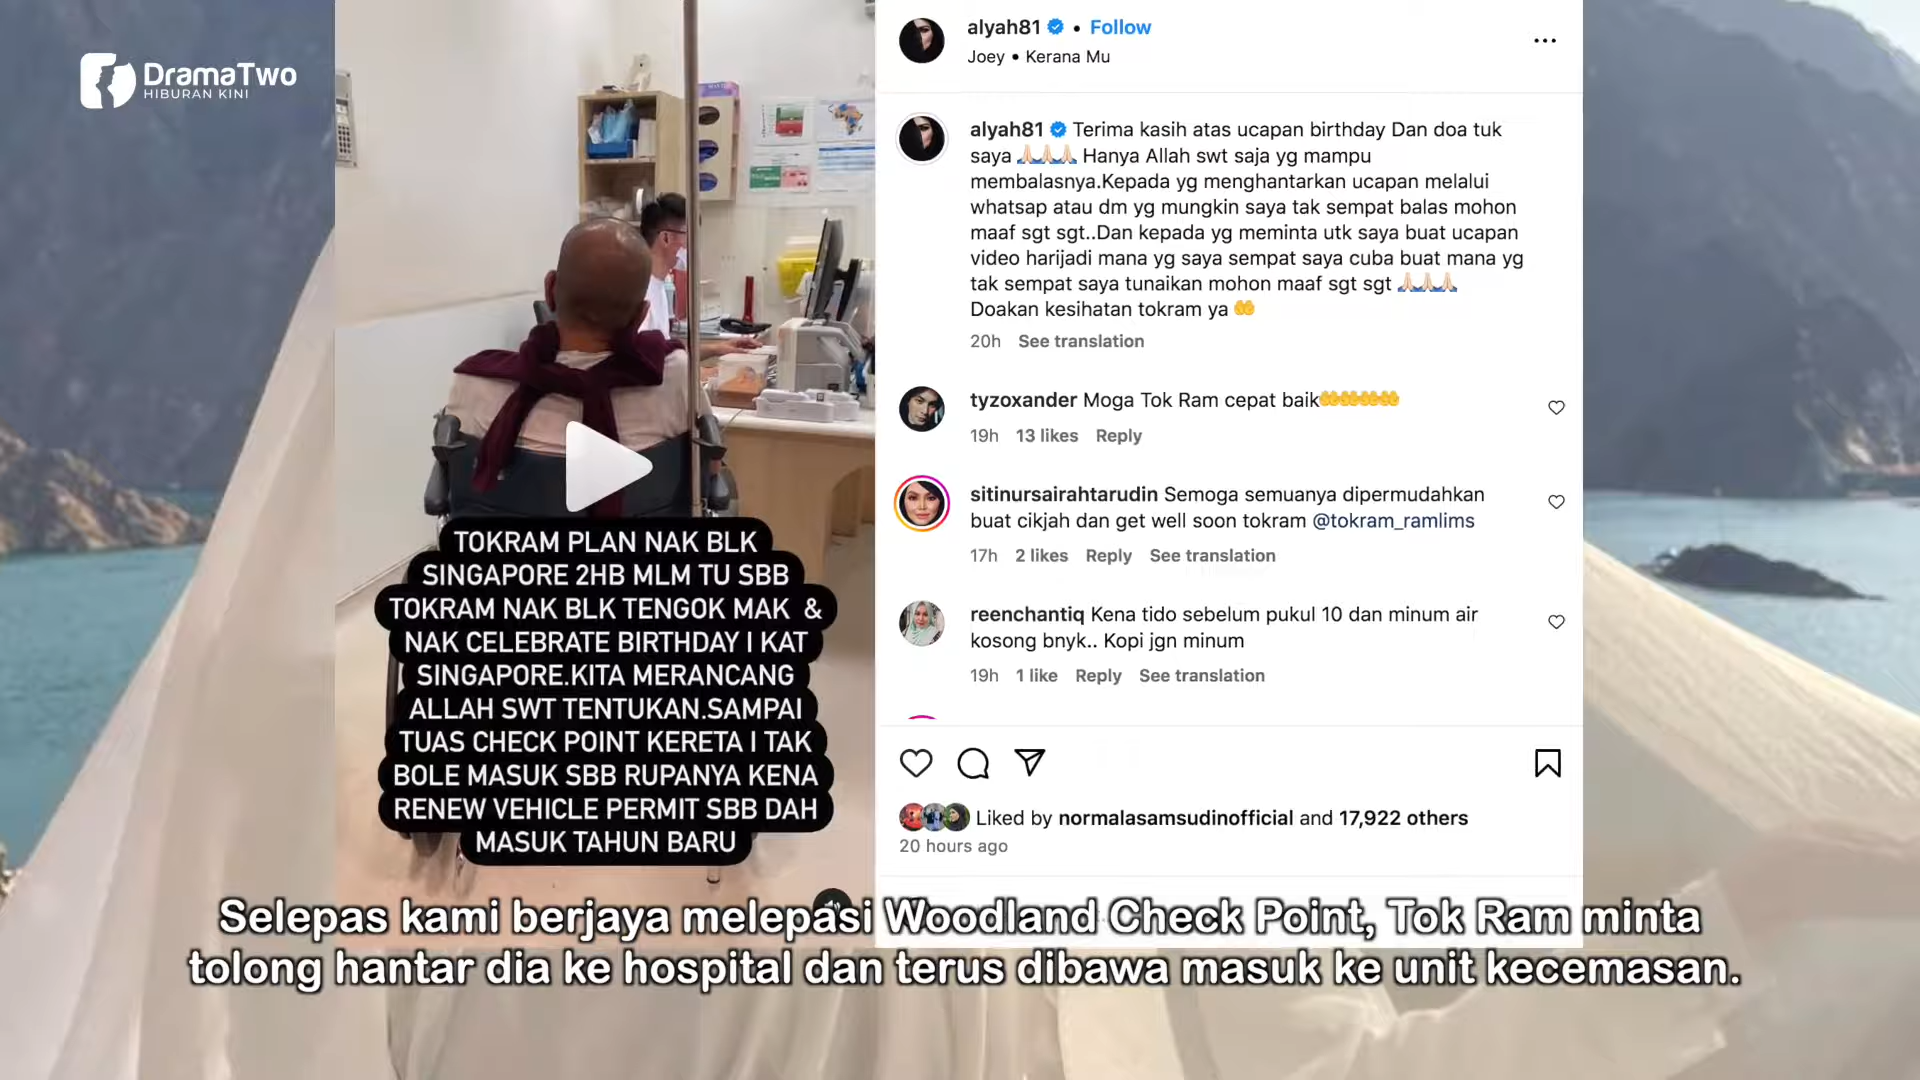 DramaTwo
HIBURAN KINI
TOKRAM PLAN NAK BLK
SINGAPORE 2HB MLM TU SBB
TOKRAM NAK BLK TENGOK MAK &
NAK CELEBRATE BIRTHDAY I KAT
SINGAPORE.KITA MERANCANG
ALLAH SWT TENTUKAN.SAMPAI
TUAS CHECK POINT KERETA I TAK
BOLE MASUK SBB RUPANYA KENA
RENEW VEHICLE PERMIT SBB DAH
MASUK TAHUN BARU
alyah81 • Follow
Joey • Kerana Mu
alyah81 Terima kasih atas ucapan birthday Dan doa tuk
saya 🙏🏻🙏🏻🙏🏻 Hanya Allah swt saja yg mampu
membalasnya.Kepada yg menghantarkan ucapan melalui
whatsap atau dm yg mungkin saya tak sempat balas mohon
maaf sgt sgt..Dan kepada yg meminta utk saya buat ucapan
video harijadi mana yg saya sempat saya cuba buat mana yg
tak sempat saya tunaikan mohon maaf sgt sgt 🙏🏻🙏🏻🙏🏻
Doakan kesihatan tokram ya 🤲
20h See translation
tyzoxander Moga Tok Ram cepat baik🤲🤲🤲🤲
19h 13 likes Reply
sitinursairahtarudin Semoga semuanya dipermudahkan
buat cikjah dan get well soon tokram @tokram_ramlims
17h 2 likes Reply See translation
reenchantiq Kena tido sebelum pukul 10 dan minum air
kosong bnyk.. Kopi jgn minum
19h 1 like Reply See translation
Liked by normalasamsudinofficial and 17,922 others
20 hours ago
Selepas kami berjaya melepasi Woodland Check Point, Tok Ram minta
tolong hantar dia ke hospital dan terus dibawa masuk ke unit kecemasan.